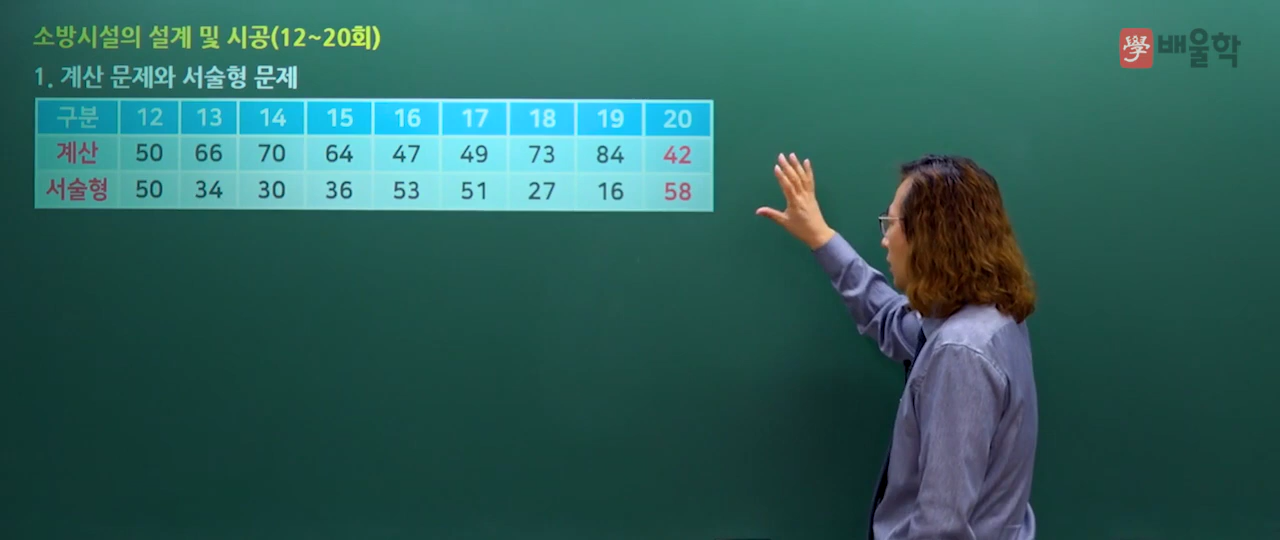 소방시설의 설계 및 시공(12~20회)
學 배울학
1. 계산 문제와 서술형 문제
구분 12 13 14 15 16 17 18 19 20
계산 50 66 70 64 47 49 73 84 42
서술형 50 34 30 36 53 51 27 16 58